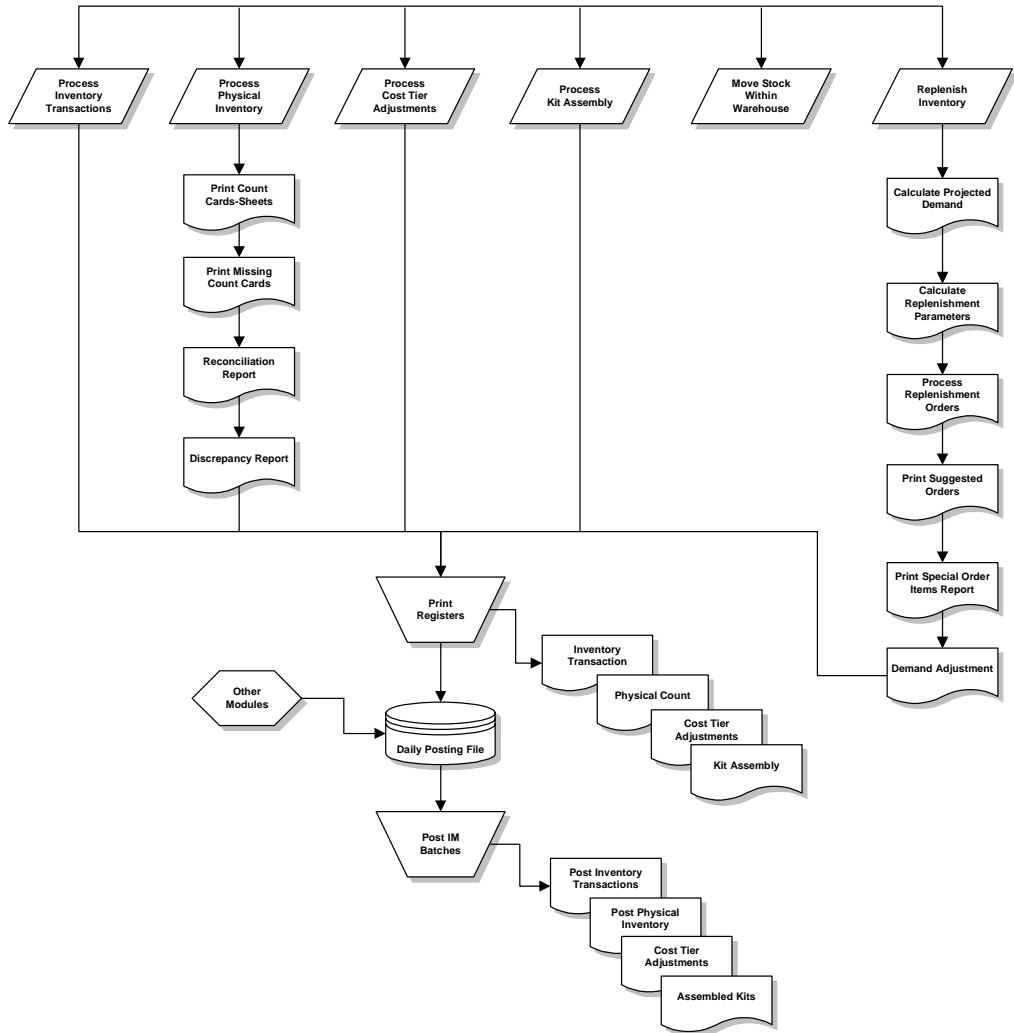 Process
Inventory
Transactions
Process
Physical
Inventory
Process
Cost Tier
Adjustments
Process
Kit Assembly
Move Stock
Within
Warehouse
Replenish
Inventory
Print Count
Cards-Sheets
Print Missing
Count Cards
Reconciliation
Report
Discrepancy Report
Calculate Projected
Demand
Calculate
Replenishment
Parameters
Process
Replenishment
Orders
Print Suggested
Orders
Print Special Order
Items Report
Demand Adjustment
Print
Registers
Inventory
Transaction
Physical Count
Cost Tier
Adjustments
Kit Assembly
Other
Modules
Daily Posting File
Post IM
Batches
Post Inventory
Transactions
Post Physical
Inventory
Cost Tier
Adjustments
Assembled Kits